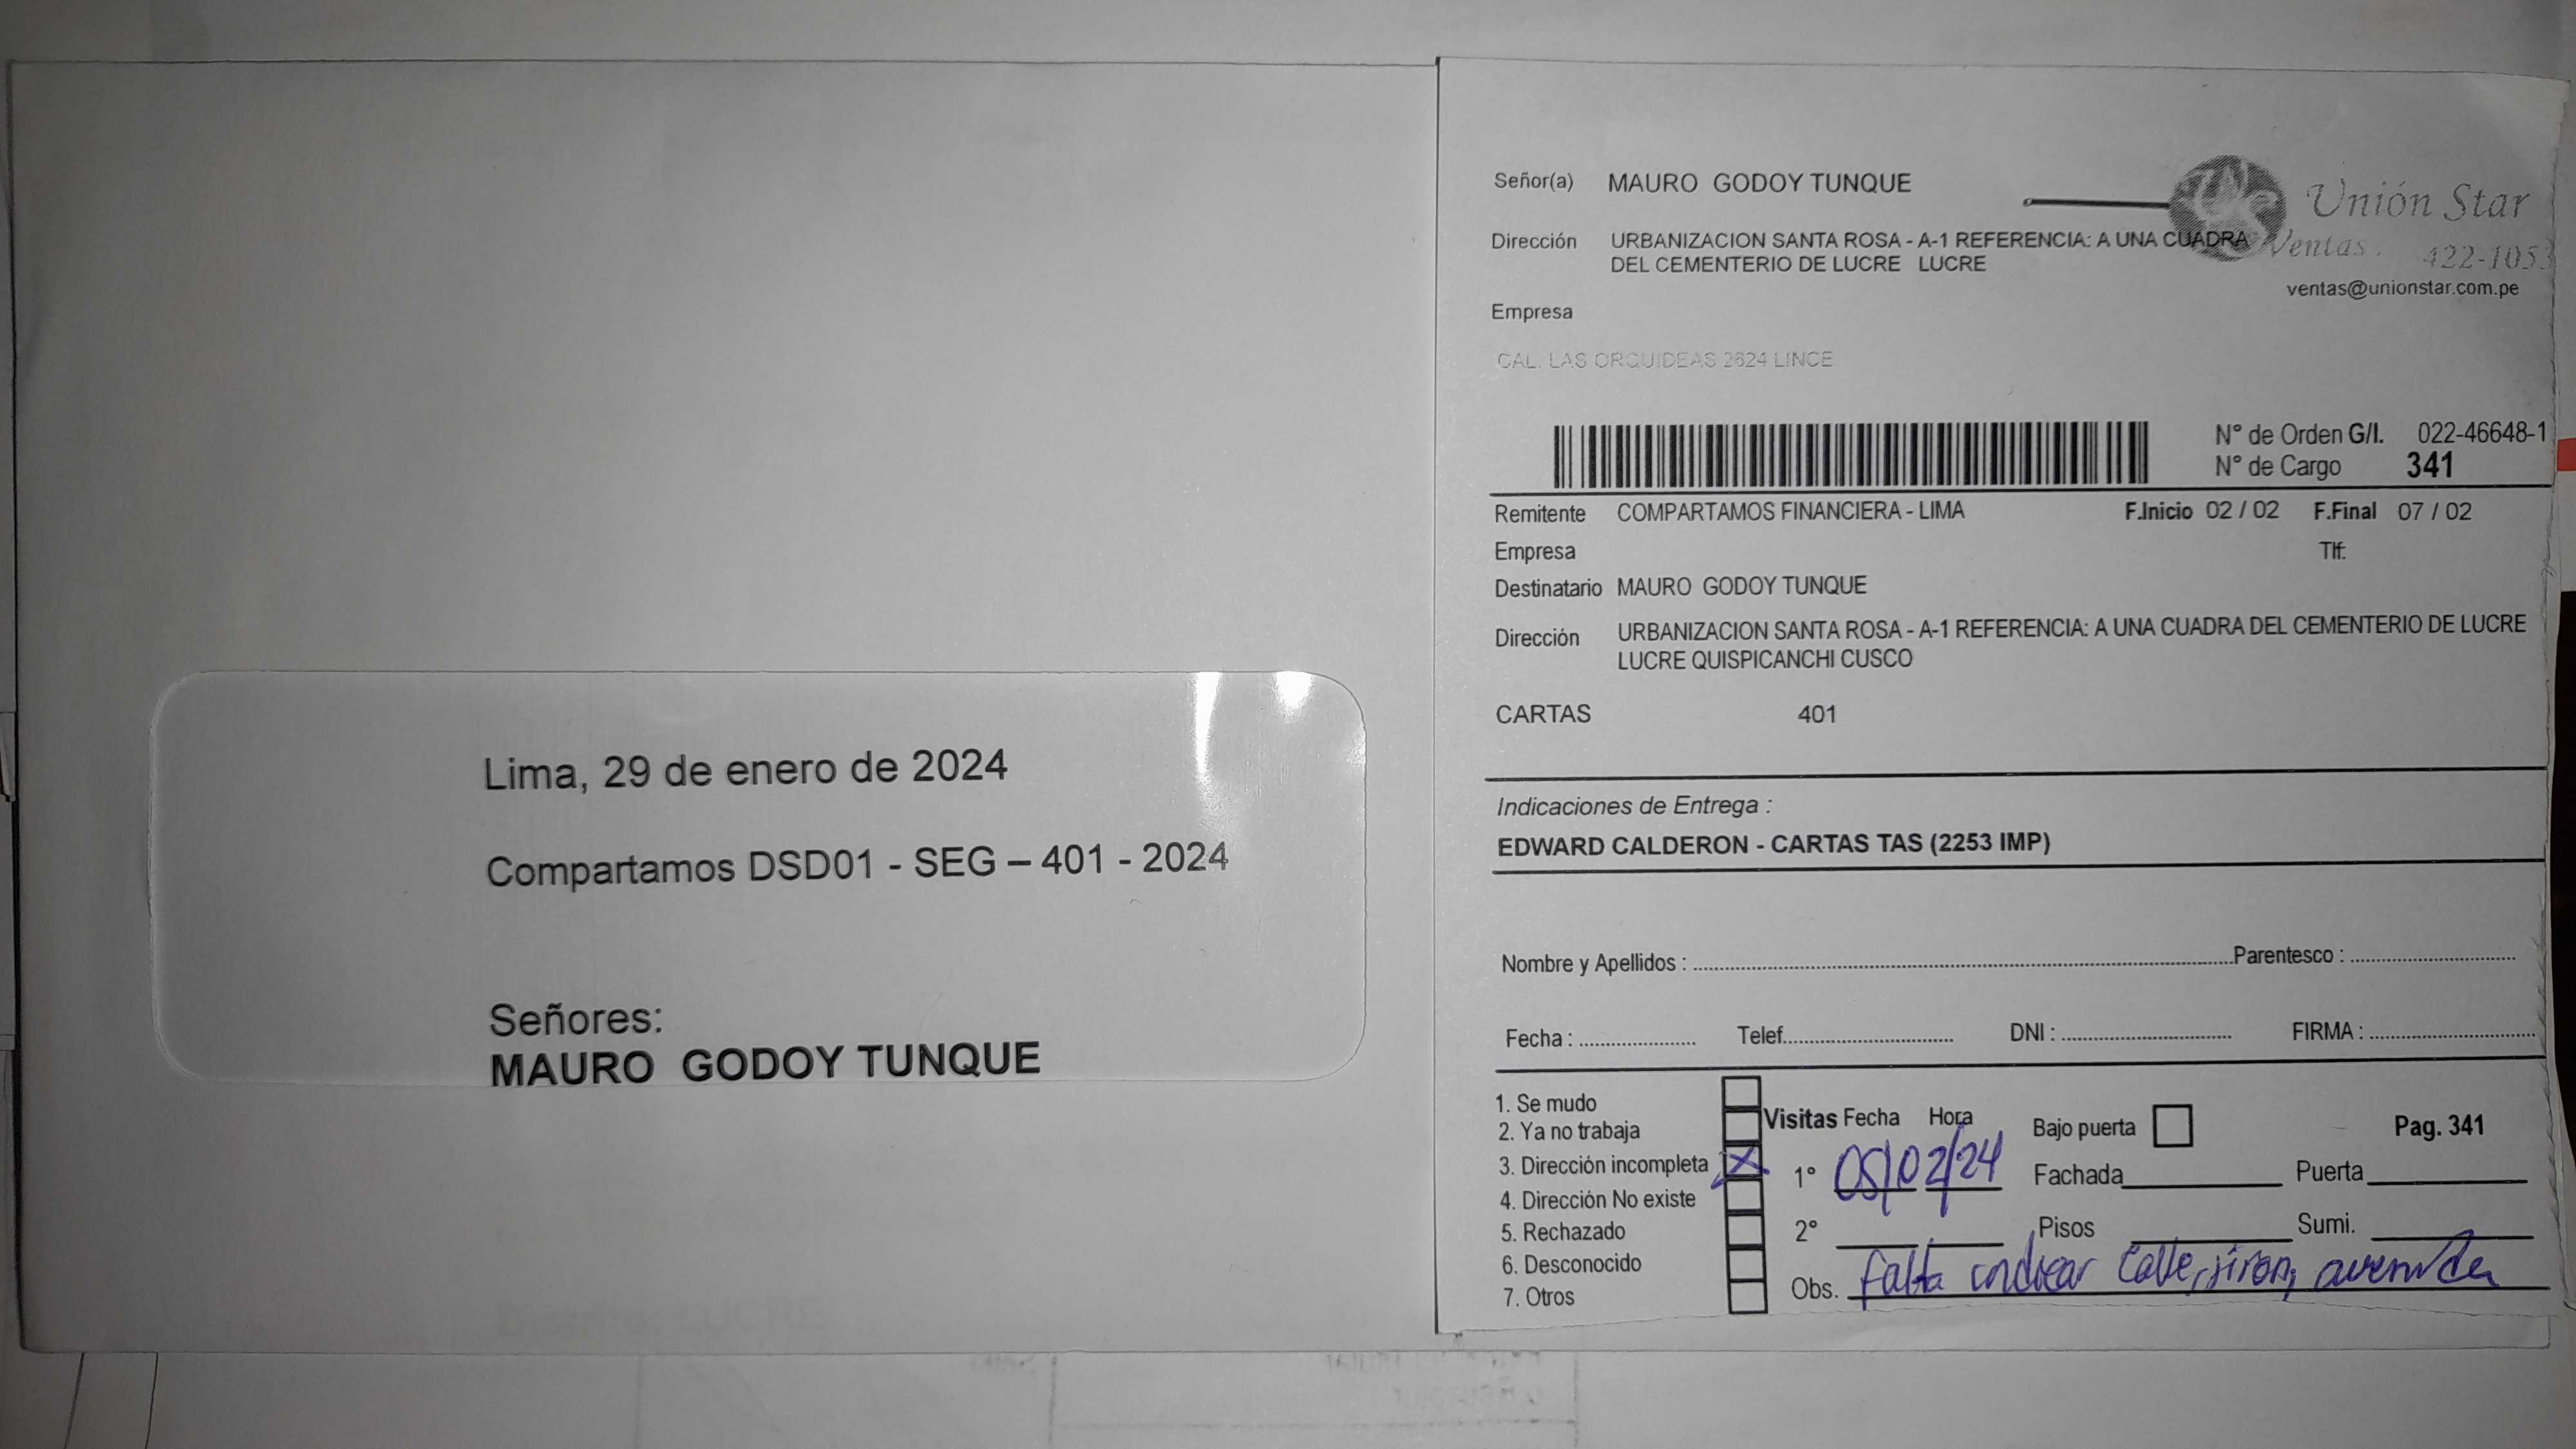 Lima, 29 de enero de 2024
Compartamos DSD01 - SEG – 401 - 2024
Señores:
MAURO GODOY TUNQUE
Señor(a) MAURO GODOY TUNQUE
Unión Star
Dirección URBANIZACION SANTA ROSA - A-1 REFERENCIA: A UNA CUADRA
DEL CEMENTERIO DE LUCRE LUCRE
Ventas. 422-1053
ventas@unionstar.com.pe
Empresa
CAL. LAS ORQUIDEAS 2624 LINCE
N° de Orden G/I. 022-46648-1
N° de Cargo 341
Remitente COMPARTAMOS FINANCIERA - LIMA F.Inicio 02 / 02 F.Final 07 / 02
Empresa Tlf:
Destinatario MAURO GODOY TUNQUE
Dirección URBANIZACION SANTA ROSA - A-1 REFERENCIA: A UNA CUADRA DEL CEMENTERIO DE LUCRE
LUCRE QUISPICANCHI CUSCO
CARTAS 401
Indicaciones de Entrega :
EDWARD CALDERON - CARTAS TAS (2253 IMP)
Nombre y Apellidos : Parentesco :
Fecha : Telef. DNI : FIRMA :
1. Se mudo
2. Ya no trabaja
3. Dirección incompleta X
4. Dirección No existe
5. Rechazado
6. Desconocido
7. Otros
Visitas Fecha Hora Bajo puerta Pag. 341
1° 05/02/24 Fachada Puerta
2° Pisos Sumi.
Obs. falta indicar Calle, jiron, avenida